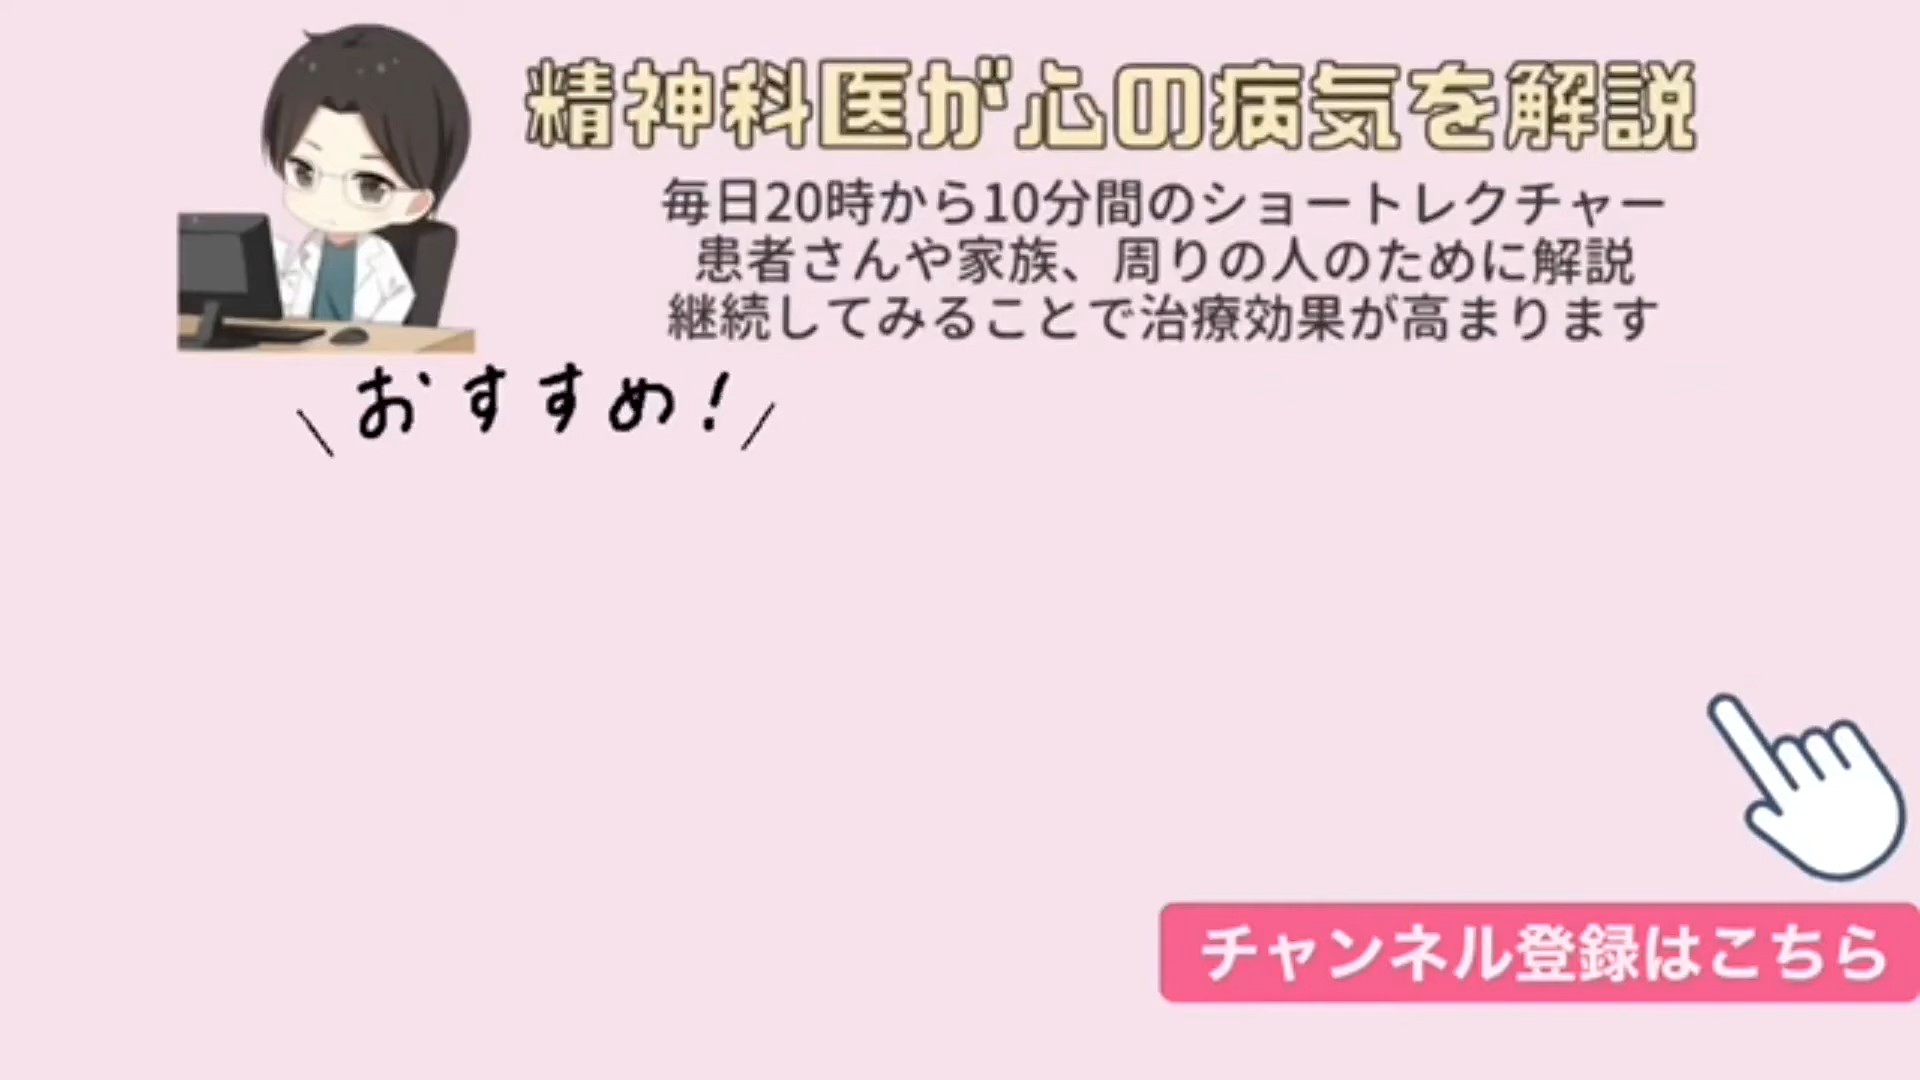 精神科医が心の病気を解説
毎日20時から10分間のショートレクチャー
患者さんや家族、周りの人のために解説
継続してみることで治療効果が高まります
おすすめ!
チャンネル登録はこちら